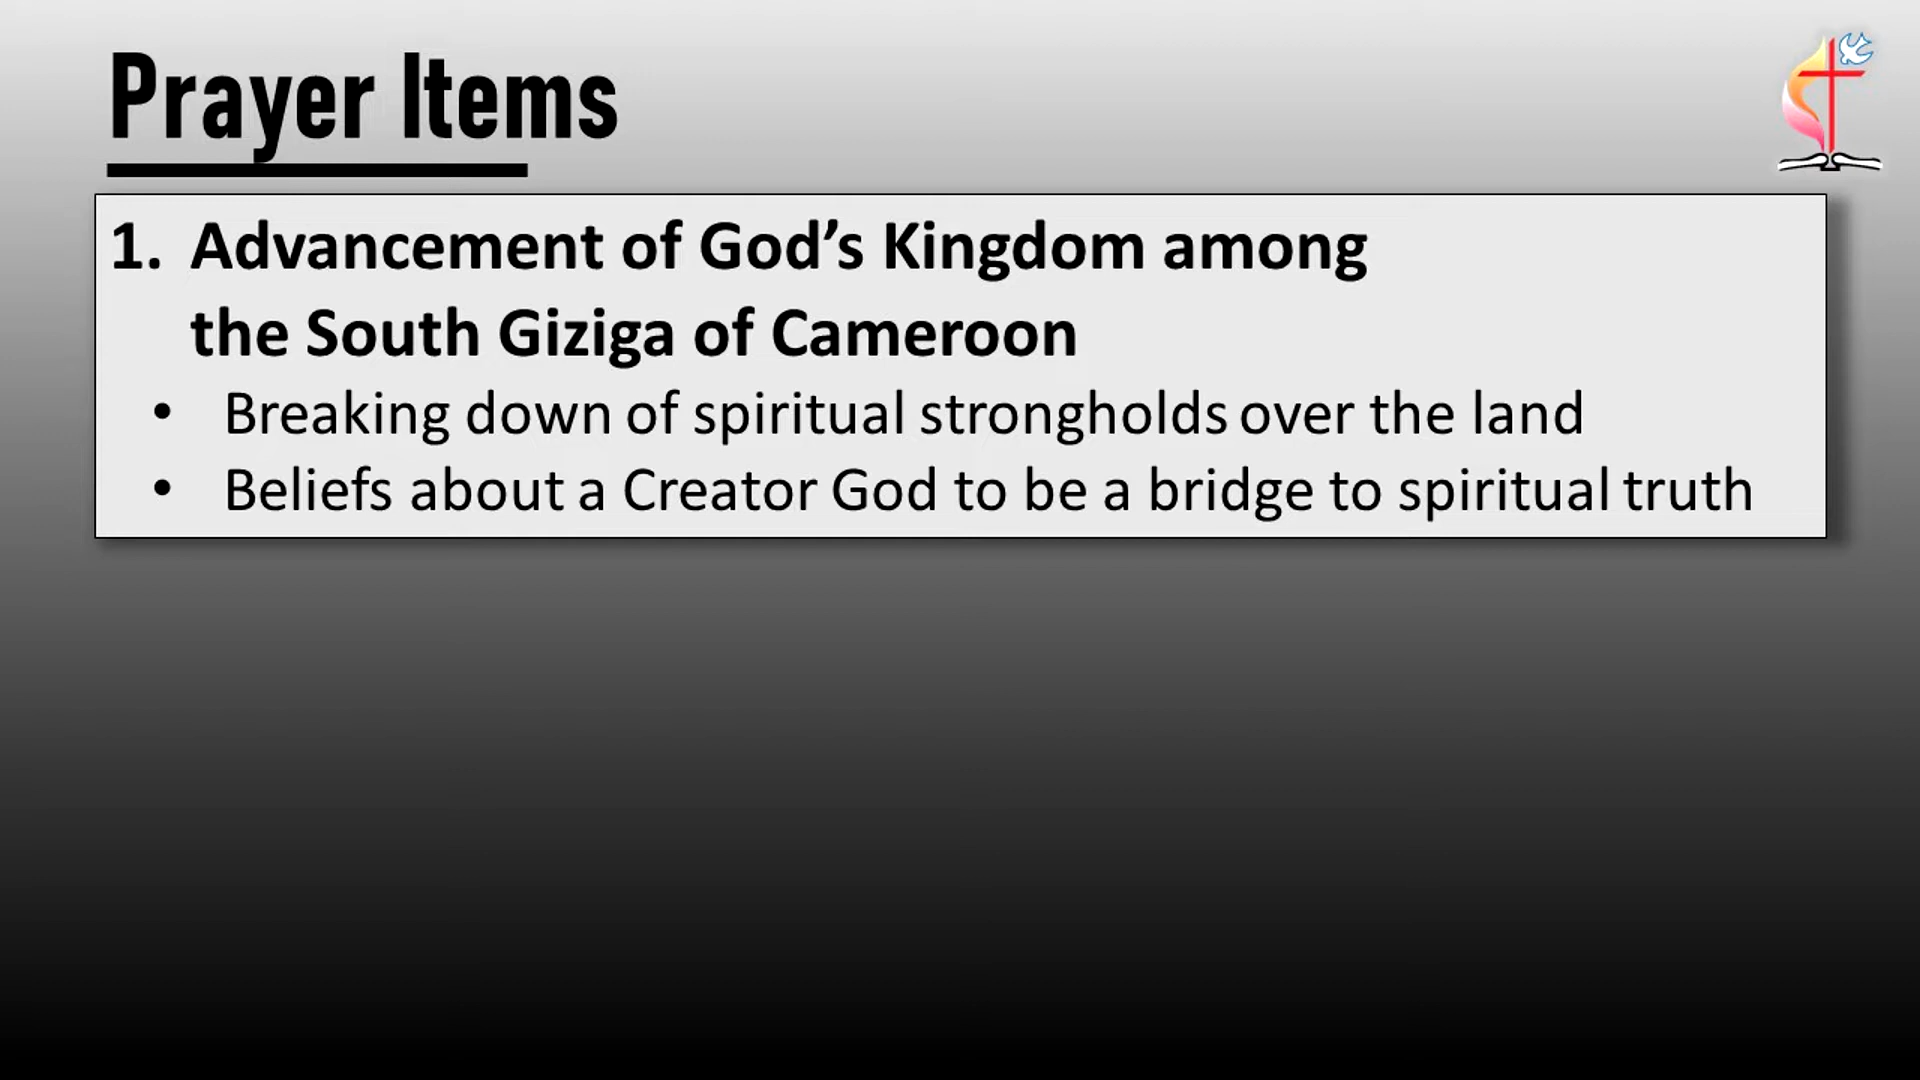 Prayer Items
1. Advancement of God’s Kingdom among
the South Giziga of Cameroon
• Breaking down of spiritual strongholds over the land
• Beliefs about a Creator God to be a bridge to spiritual truth